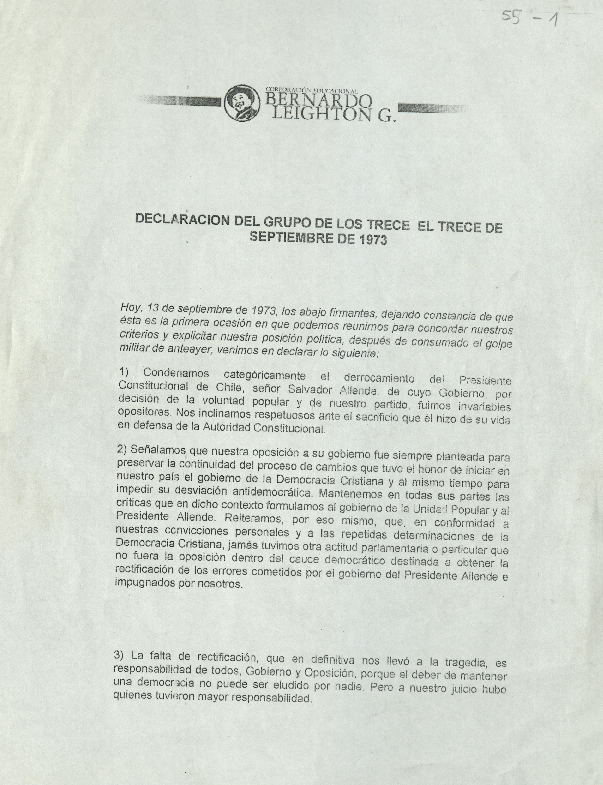 55 - 1
CORPORACIÓN EDUCACIONAL
BERNARDO
LEIGHTON G.
DECLARACION DEL GRUPO DE LOS TRECE EL TRECE DE
SEPTIEMBRE DE 1973
Hoy, 13 de septiembre de 1973, los abajo firmantes, dejando constancia de que
ésta es la primera ocasión en que podemos reunirnos para concordar nuestros
criterios y explicitar nuestra posición política, después de consumado el golpe
militar de anteayer, venimos en declarar lo siguiente:
1) Condenamos categóricamente el derrocamiento del Presidente
Constitucional de Chile, señor Salvador Allende, de cuyo Gobierno, por
decisión de la voluntad popular y de nuestro partido, fuimos invariables
opositores. Nos inclinamos respetuosos ante el sacrificio que él hizo de su vida
en defensa de la Autoridad Constitucional.
2) Señalamos que nuestra oposición a su gobierno fue siempre planteada para
preservar la continuidad del proceso de cambios que tuvo el honor de iniciar en
nuestro país el gobierno de la Democracia Cristiana y al mismo tiempo para
impedir su desviación antidemocrática. Mantenemos en todas sus partes las
críticas que en dicho contexto formulamos al gobierno de la Unidad Popular y al
Presidente Allende. Reiteramos, por eso mismo, que, en conformidad a
nuestras convicciones personales y a las repetidas determinaciones de la
Democracia Cristiana, jamás tuvimos otra actitud parlamentaria o particular que
no fuera la oposición dentro del cauce democrático destinada a obtener la
rectificación de los errores cometidos por el gobierno del Presidente Allende e
impugnados por nosotros.
3) La falta de rectificación, que en definitiva nos llevó a la tragedia, es
responsabilidad de todos, Gobierno y Oposición, porque el deber de mantener
una democracia no puede ser eludido por nadie. Pero a nuestro juicio hubo
quienes tuvieron mayor responsabilidad.